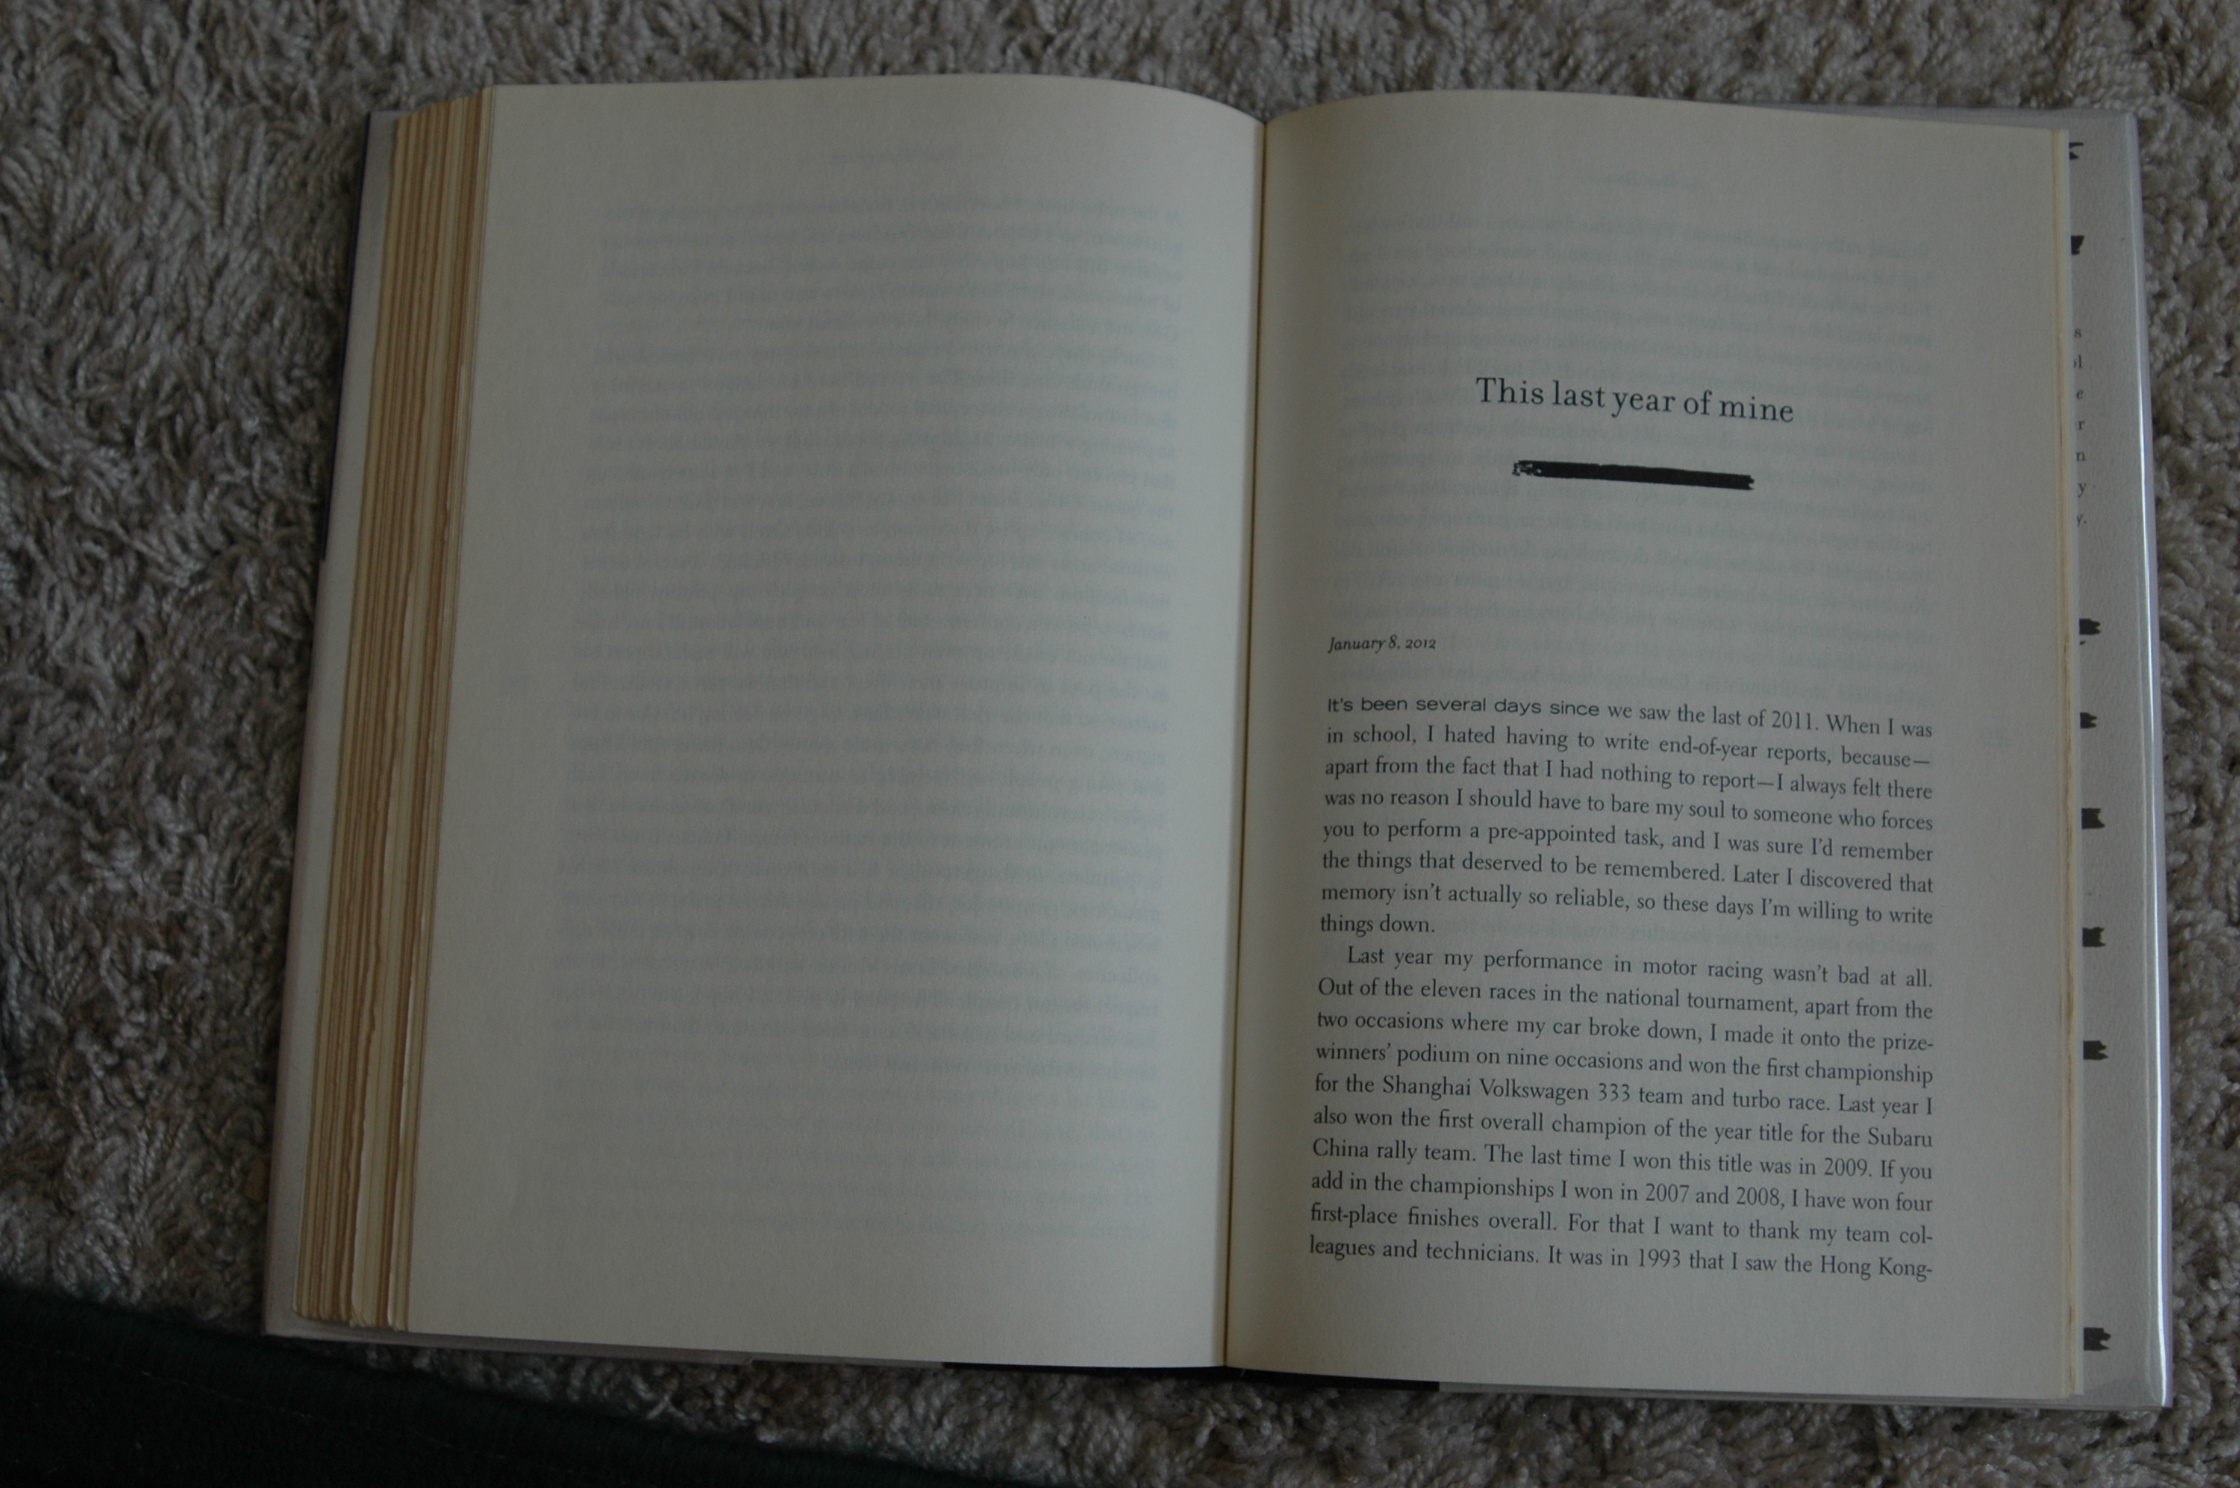 This last year of mine
January 8, 2012
It's been several days since we saw the last of 2011. When I was
in school, I hated having to write end-of-year reports, because—
apart from the fact that I had nothing to report—I always felt there
was no reason I should have to bare my soul to someone who forces
you to perform a pre-appointed task, and I was sure I'd remember
the things that deserved to be remembered. Later I discovered that
memory isn't actually so reliable, so these days I'm willing to write
things down.
Last year my performance in motor racing wasn't bad at all.
Out of the eleven races in the national tournament, apart from the
two occasions where my car broke down, I made it onto the prize-
winners' podium on nine occasions and won the first championship
for the Shanghai Volkswagen 333 team and turbo race. Last year I
also won the first overall champion of the year title for the Subaru
China rally team. The last time I won this title was in 2009. If you
add in the championships I won in 2007 and 2008, I have won four
first-place finishes overall. For that I want to thank my team col-
leagues and technicians. It was in 1993 that I saw the Hong Kong-